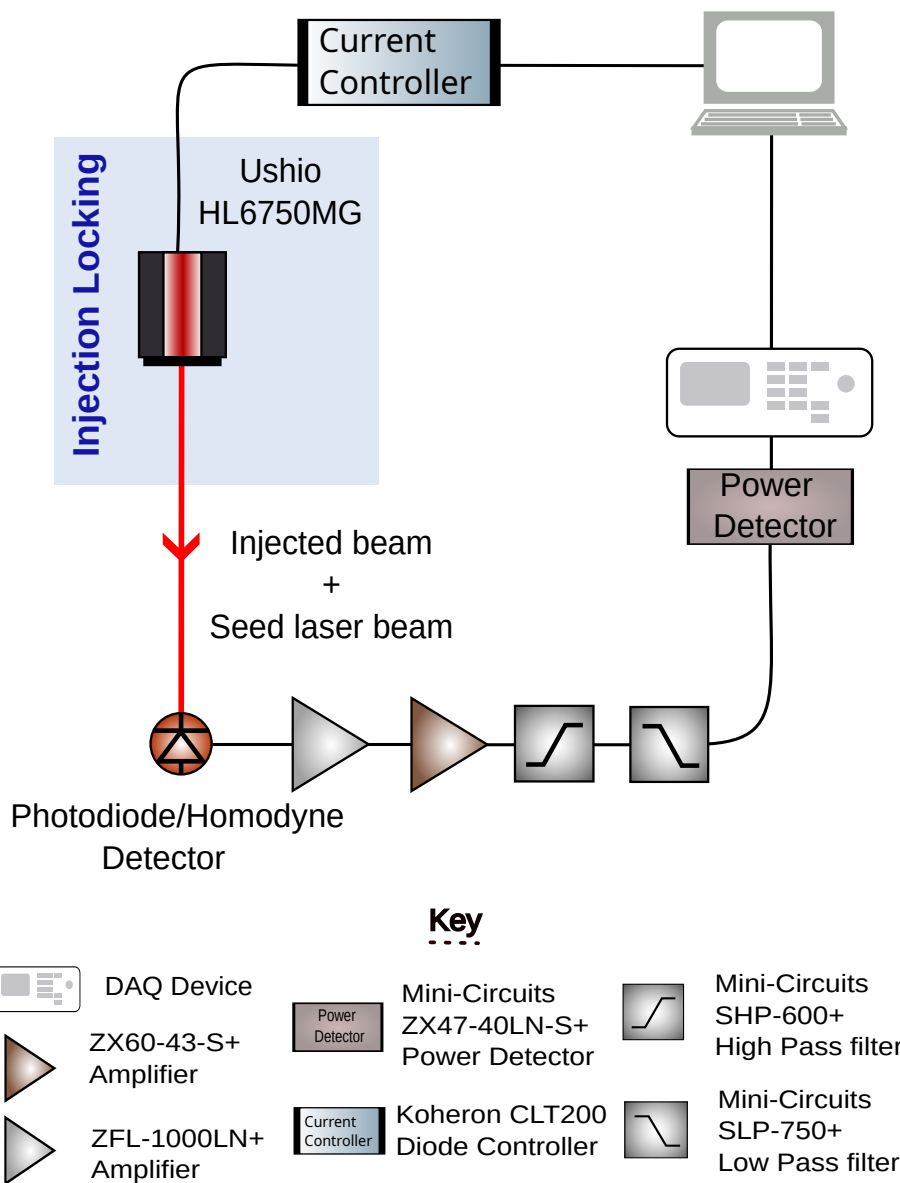 Current
Controller
Ushio
HL6750MG
Injection Locking
Power
Detector
Injected beam
+
Seed laser beam
Photodiode/Homodyne
Detector
Key
DAQ Device
ZX60-43-S+
Amplifier
ZFL-1000LN+
Amplifier
Power
Detector
Mini-Circuits
ZX47-40LN-S+
Power Detector
Current
Controller
Koheron CLT200
Diode Controller
Mini-Circuits
SHP-600+
High Pass filter
Mini-Circuits
SLP-750+
Low Pass filter